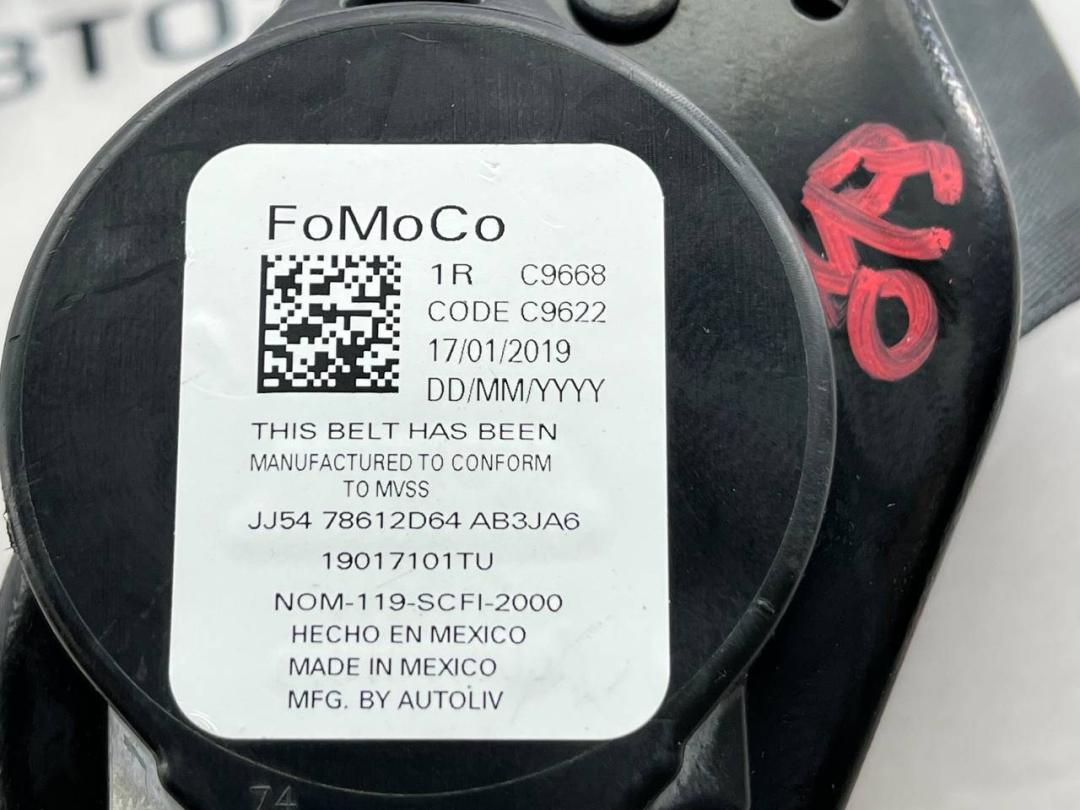 FoMoCo
1R C9668
CODE C9622
17/01/2019
DD/MM/YYYY
THIS BELT HAS BEEN
MANUFACTURED TO CONFORM
TO MVSS
JJ54 78612D64 AB3JA6
19017101TU
NOM-119-SCFI-2000
HECHO EN MEXICO
MADE IN MEXICO
MFG. BY AUTOLIV
74